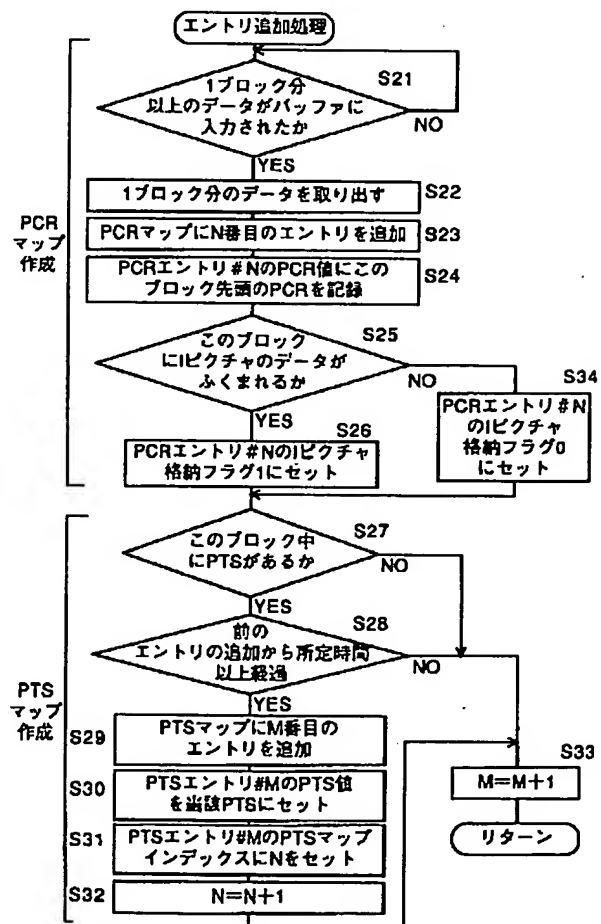 エントリ追加処理
S21
1ブロック分
以上のデータがバッファに
入力されたか
NO
YES
1ブロック分のデータを取り出す
S22
PCRマップにN番目のエントリを追加
S23
PCR
マップ
作成
PCRエントリ#NのPCR値にこの
ブロック先頭のPCRを記録
S24
S25
このブロック
にIピクチャのデータが
ふくまれるか
NO
YES
S34
PCRエントリ#N
のIピクチャ
格納フラグ0
にセット
S26
PCRエントリ#NのIピクチャ
格納フラグ1にセット
S27
このブロック中
にPTSがあるか
NO
YES
S28
前の
エントリの追加から所定時間
以上経過
NO
YES
PTS
マップ
作成
S29
PTSマップにM番目の
エントリを追加
S30
PTSエントリ#MのPTS値
を当該PTSにセット
S31
PTSエントリ#MのPTSマップ
インデックスにNをセット
S32
N=N+1
S33
M=M+1
リターン